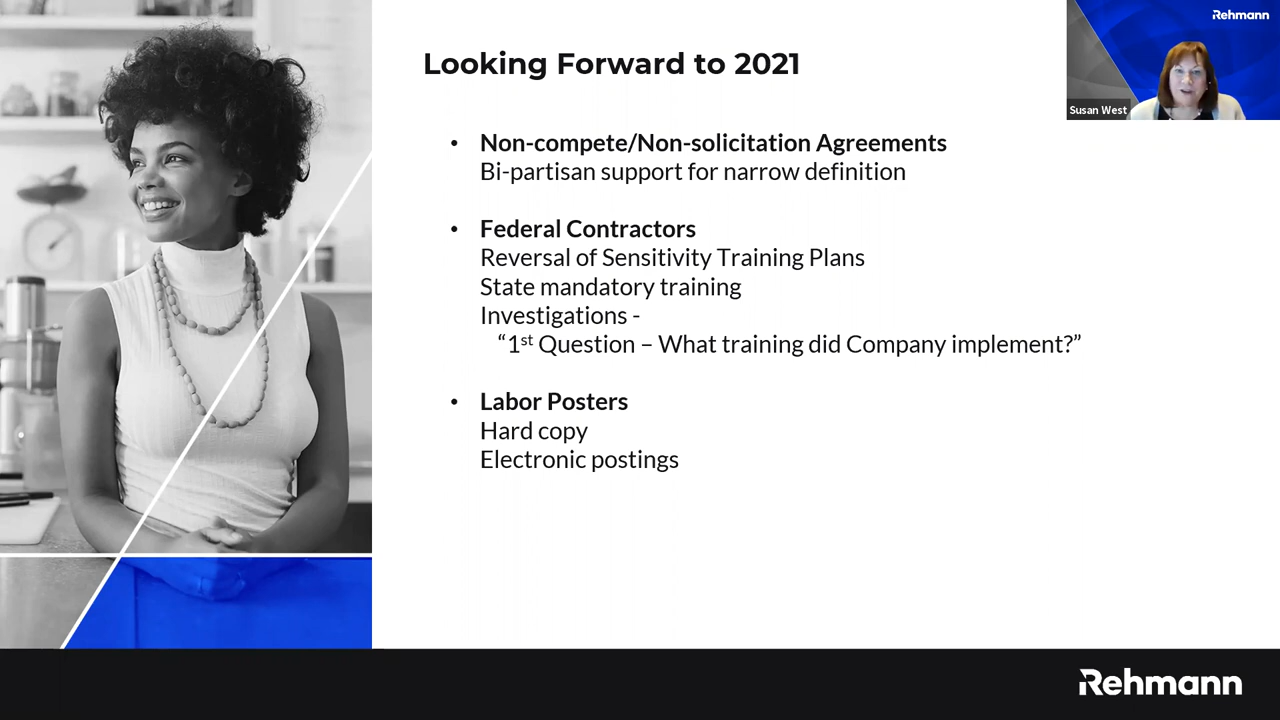 Looking Forward to 2021
Rehmann
Susan West
• Non-compete/Non-solicitation Agreements
Bi-partisan support for narrow definition
• Federal Contractors
Reversal of Sensitivity Training Plans
State mandatory training
Investigations -
“1st Question – What training did Company implement?”
• Labor Posters
Hard copy
Electronic postings
Rehmann